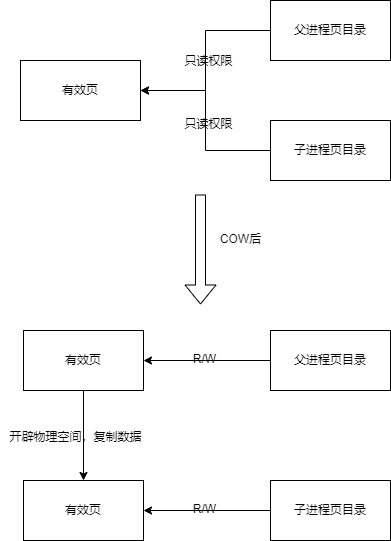 父进程页目录
只读权限
有效页
只读权限
子进程页目录
COW后
有效页
R/W
父进程页目录
开辟物理空间，复制数据
有效页
R/W
子进程页目录